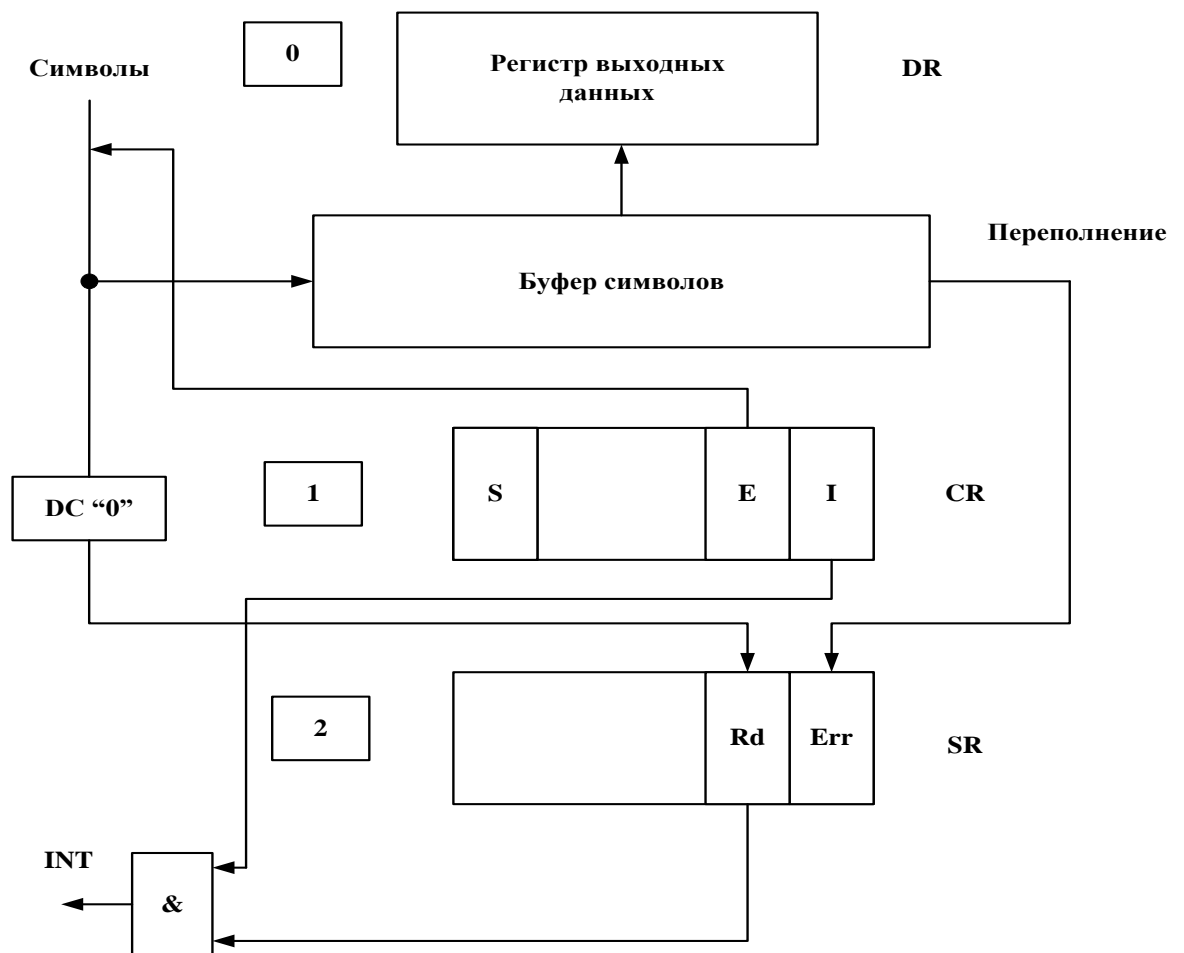 0
Символы
Регистр выходных
данных
DR
Переполнение
Буфер символов
DC “0”
1
S
E
I
CR
2
Rd
Err
SR
INT
&